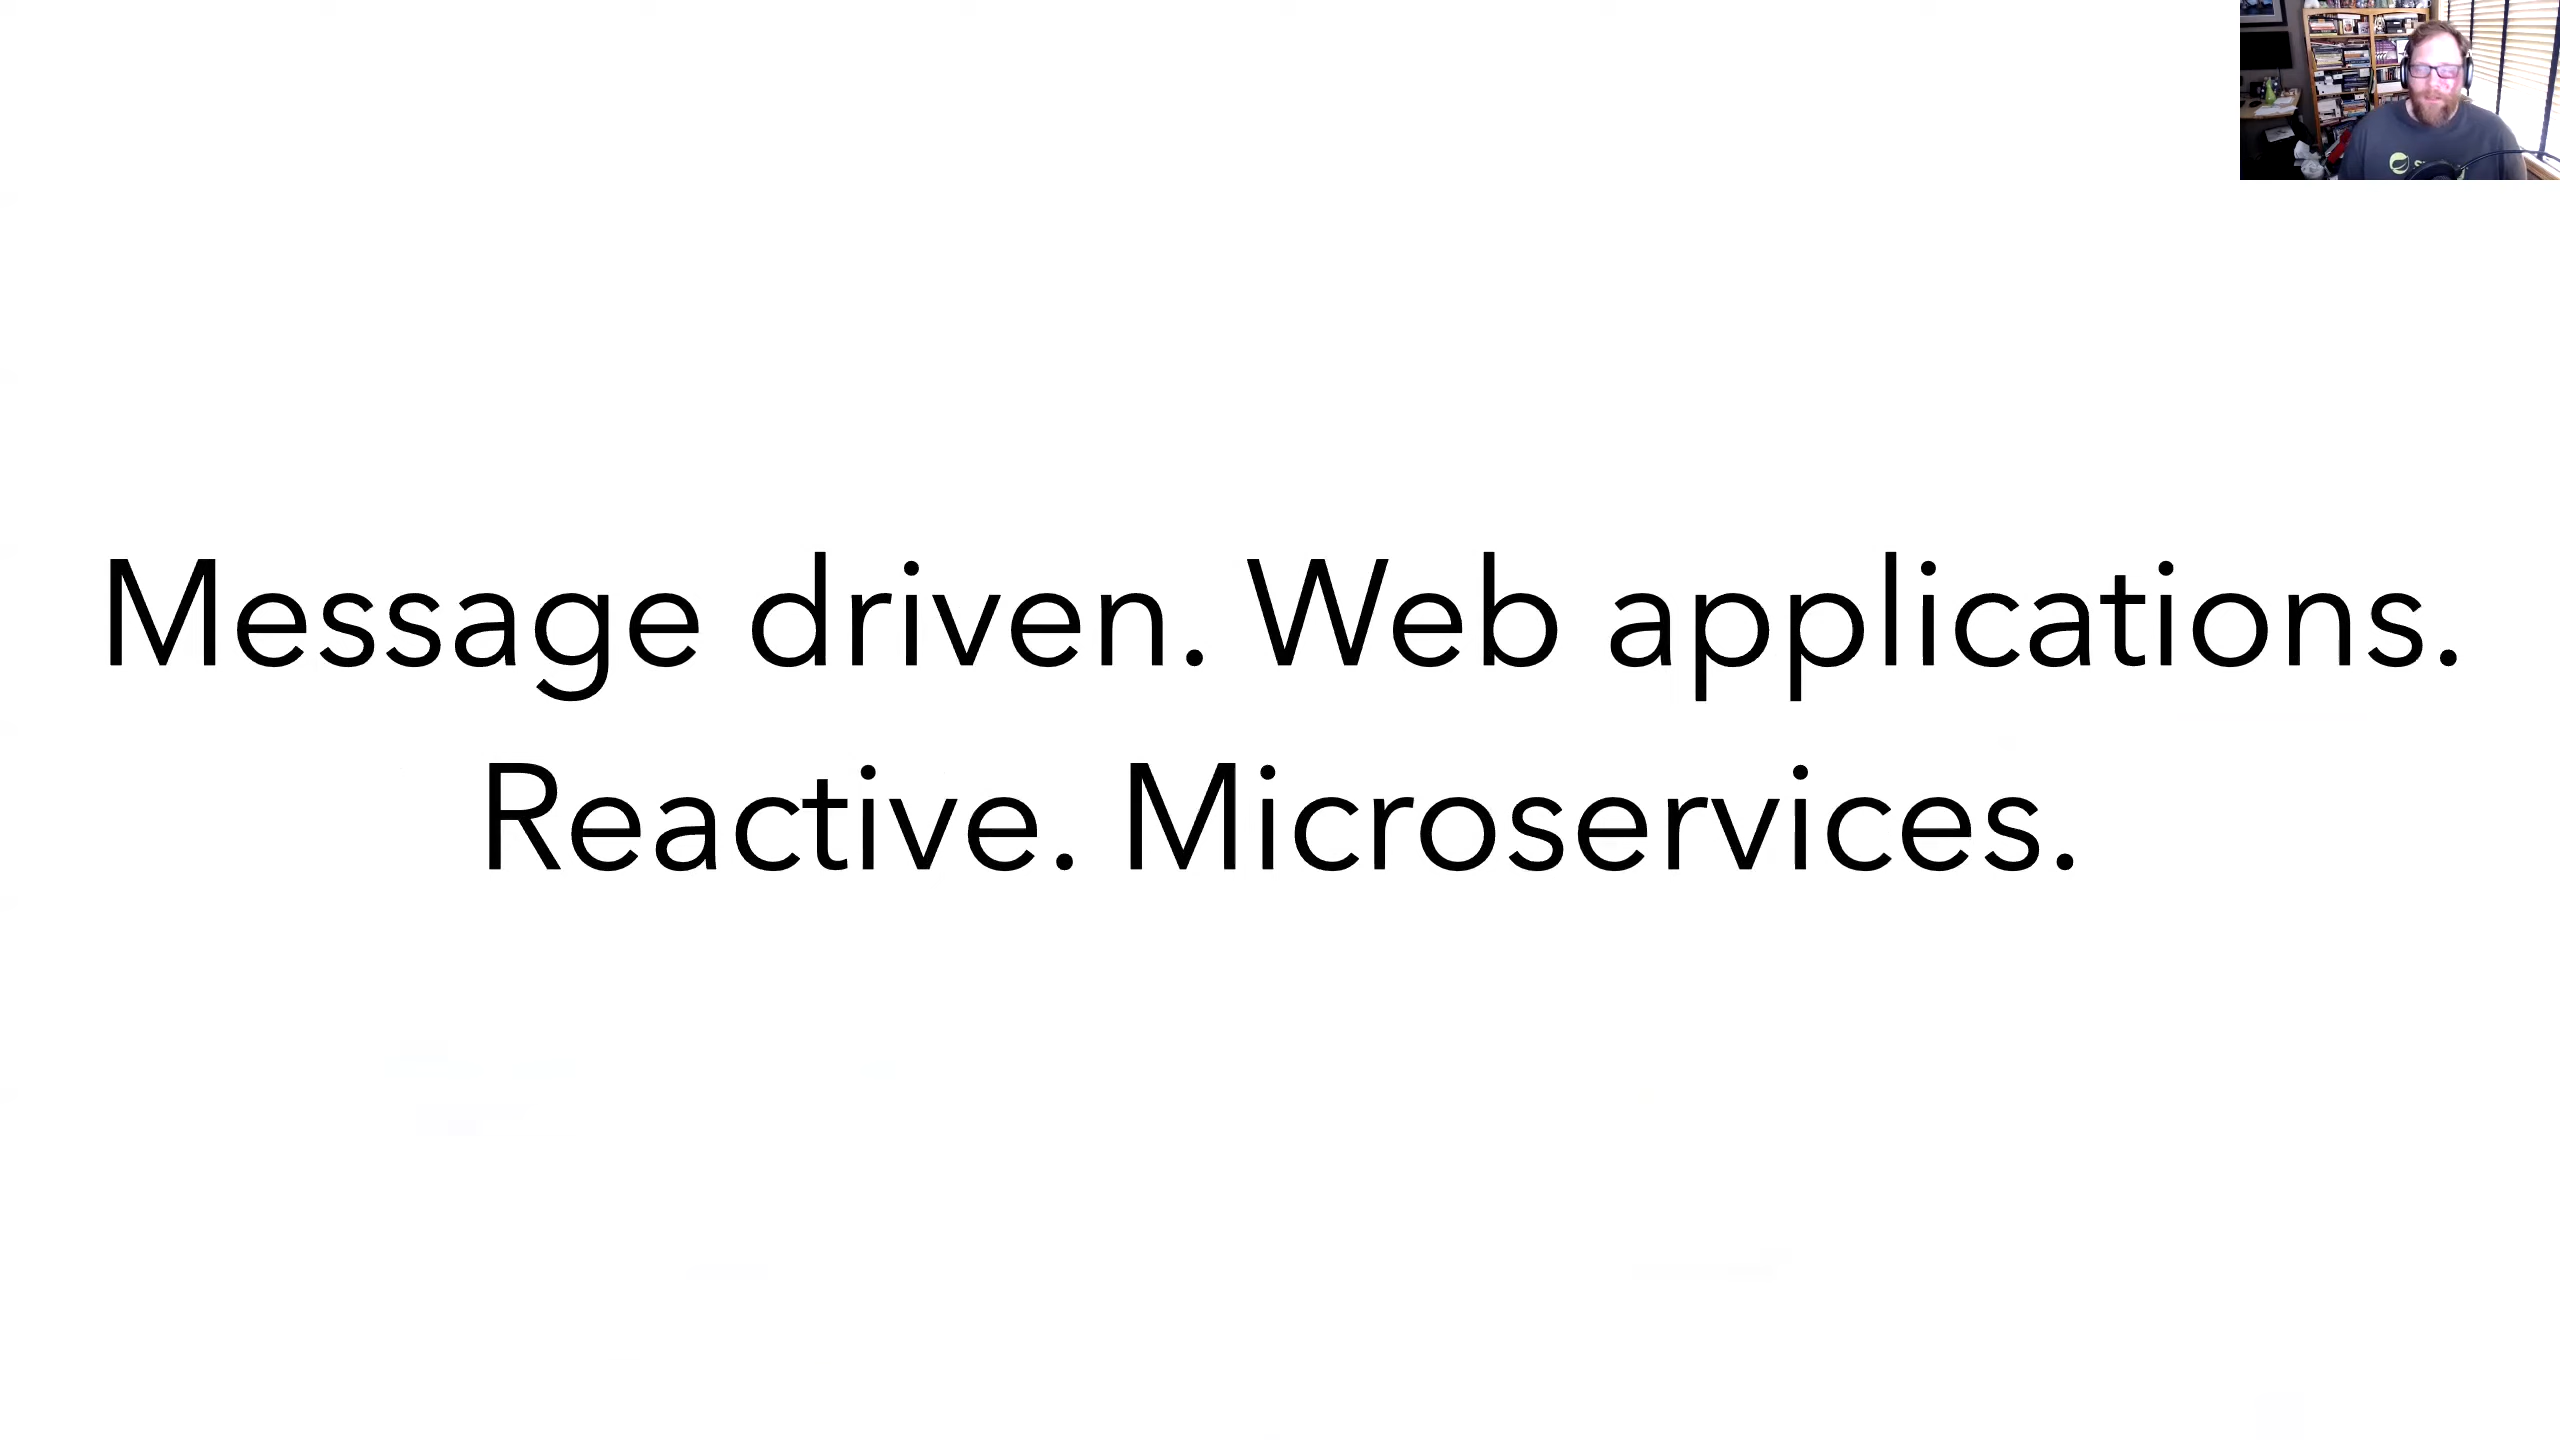 Message driven. Web applications.
Reactive. Microservices.